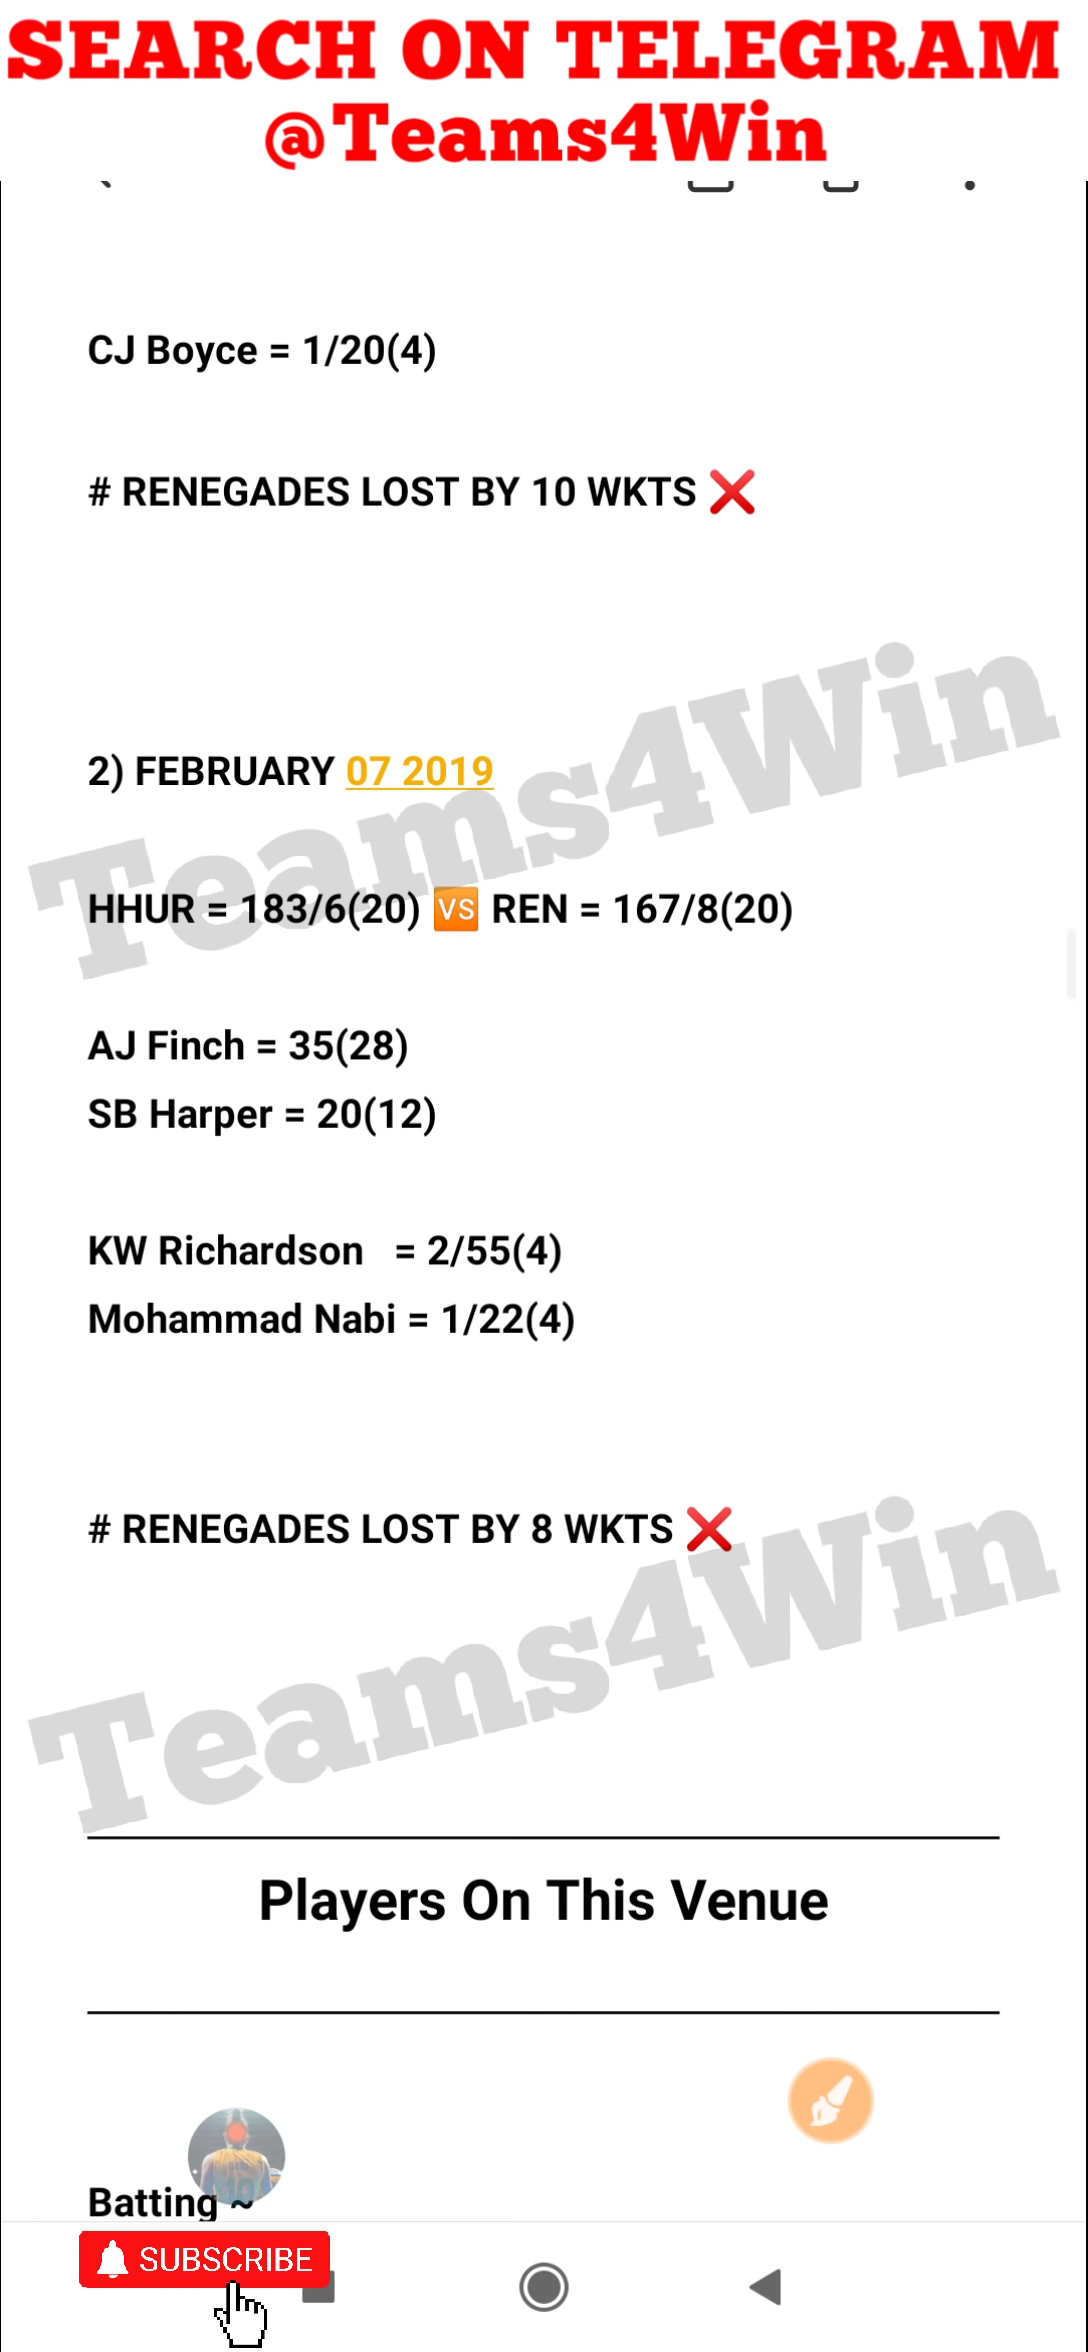 SEARCH ON TELEGRAM
@Teams4Win
CJ Boyce = 1/20(4)
# RENEGADES LOST BY 10 WKTS ❌
Teams4Win
2) FEBRUARY 07 2019
HHUR = 183/6(20) 🆚 REN = 167/8(20)
AJ Finch = 35(28)
SB Harper = 20(12)
KW Richardson = 2/55(4)
Mohammad Nabi = 1/22(4)
# RENEGADES LOST BY 8 WKTS ❌
Teams4Win
Players On This Venue
Batting ~
SUBSCRIBE